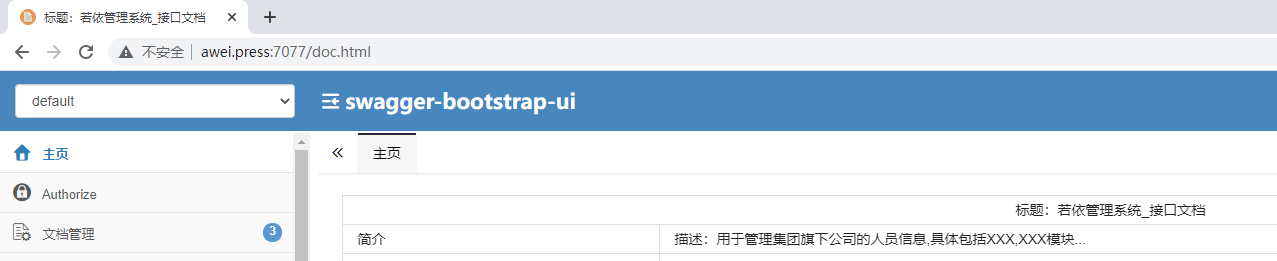 标题：若依管理系统_接口文档
不安全 | awei.press:7077/doc.html
default
swagger-bootstrap-ui
主页
主页
Authorize
文档管理 3
标题：若依管理系统_接口文档
简介 描述：用于管理集团旗下公司的人员信息,具体包括XXX,XXX模块...